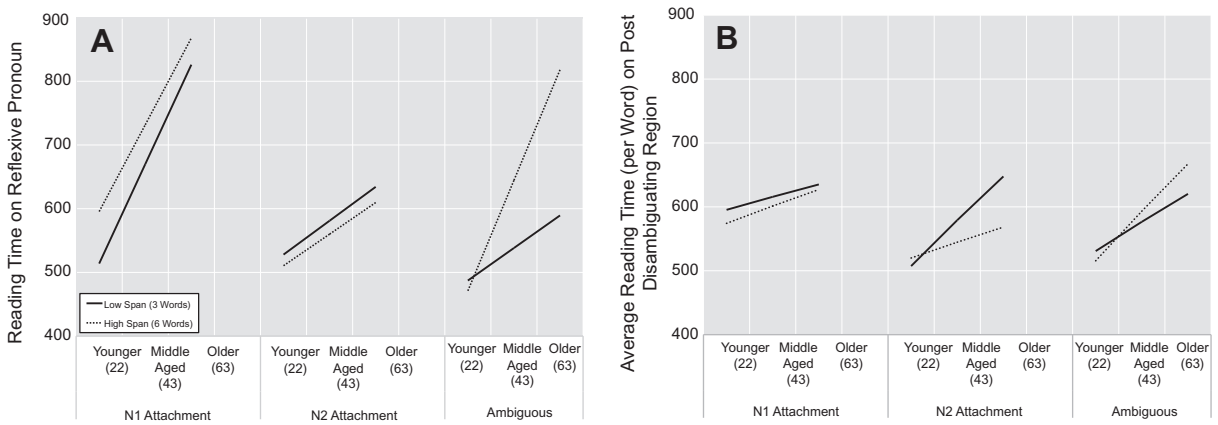 Reading Time on Reflexive Pronoun
A
900
800
700
600
500
400
Low Span (3 Words)
High Span (6 Words)
Younger
(22)
Middle
Aged
(43)
Older
(63)
N1 Attachment
Younger
(22)
Middle
Aged
(43)
Older
(63)
N2 Attachment
Younger
(22)
Middle
Aged
(43)
Older
(63)
Ambiguous
Average Reading Time (per Word) on Post
Disambiguating Region
B
900
800
700
600
500
400
Younger
(22)
Middle
Aged
(43)
Older
(63)
N1 Attachment
Younger
(22)
Middle
Aged
(43)
Older
(63)
N2 Attachment
Younger
(22)
Middle
Aged
(43)
Older
(63)
Ambiguous